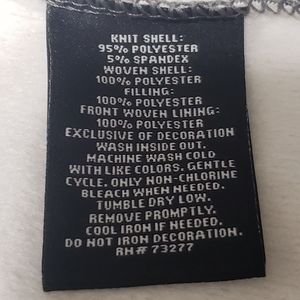 KNIT SHELL:
95% POLYESTER
5% SPANDEX
WOVEN SHELL:
100% POLYESTER
FILLING:
100% POLYESTER
FRONT WOVEN LINING:
100% POLYESTER
EXCLUSIVE OF DECORATION
WASH INSIDE OUT.
MACHINE WASH COLD
WITH LIKE COLORS. GENTLE
CYCLE. ONLY NON-CHLORINE
BLEACH WHEN NEEDED.
TUMBLE DRY LOW.
REMOVE PROMPTLY.
COOL IRON IF NEEDED.
DO NOT IRON DECORATION.
RN# 73277